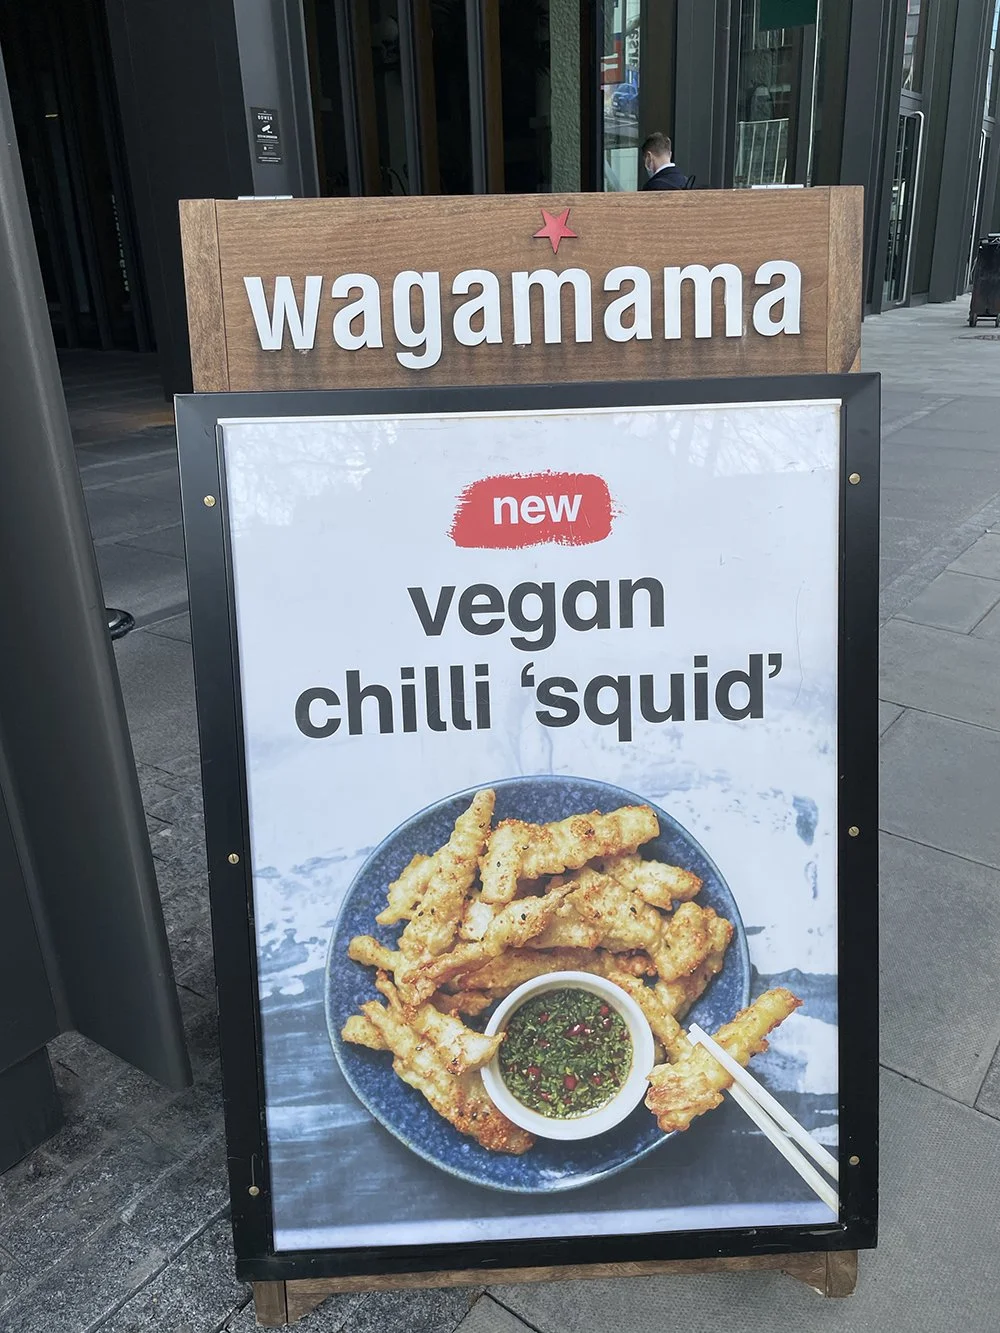 wagamama
new
vegan
chilli ‘squid’